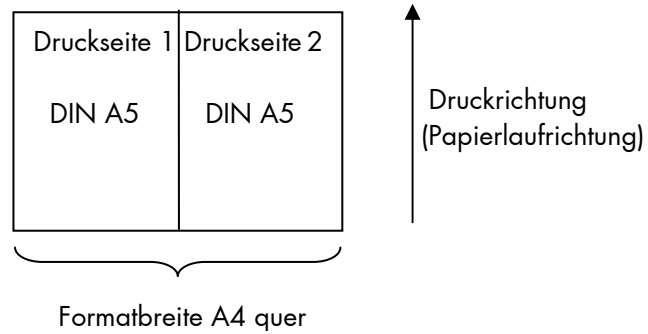 Druckseite 1 Druckseite 2
DIN A5 DIN A5
Druckrichtung
(Papierlaufrichtung)
Formatbreite A4 quer